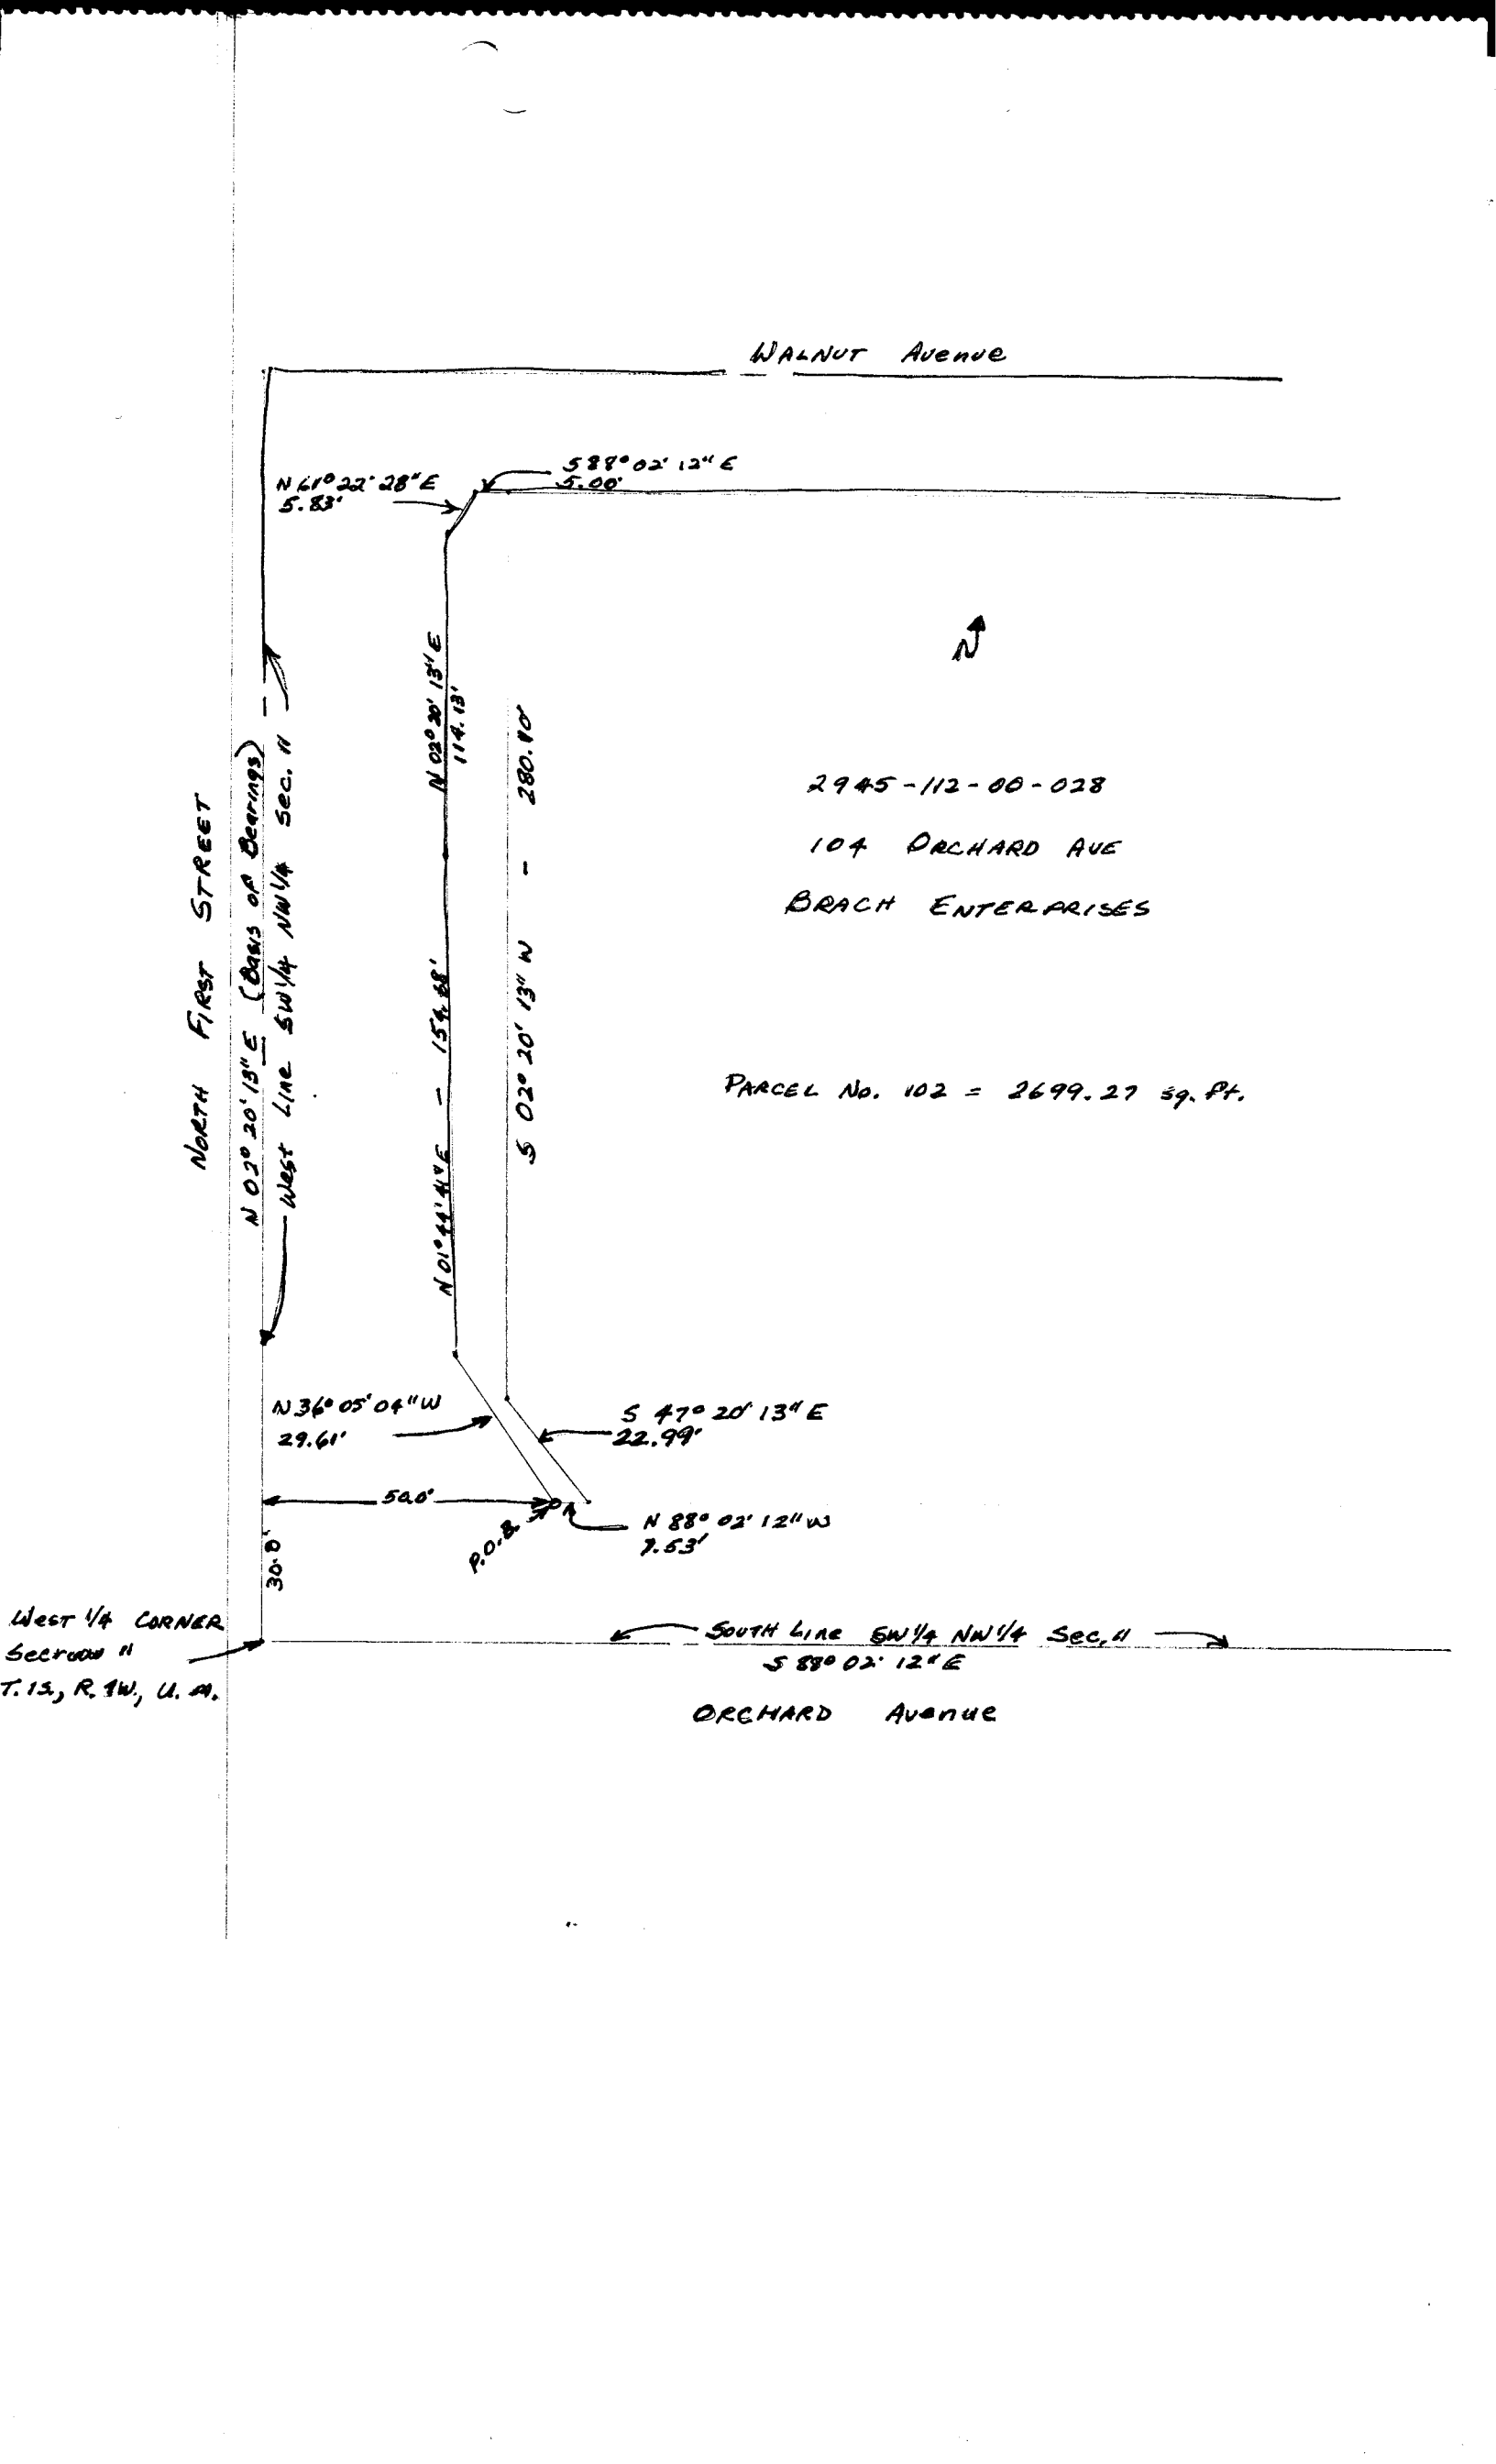 WALNUT Avenue
S 88° 02' 12" E
5.00'
N 61° 22' 28" E
5.83'
N 02° 20' 13" E
114.13'
N
280.40
S 02° 20' 13" W -
NORTH FIRST STREET
N 02° 20' 13" E (Basis of Bearings) -
West Line SW 1/4 NW 1/4 Sec. 11
2945-112-00-028
104 ORCHARD AVE
BRACH ENTERPRISES
N 01° 44' 41" E - 154.68'
PARCEL No. 102 = 2699.27 sq. ft.
N 36° 05' 04" W
29.61'
S 47° 20' 13" E
22.99'
50.0'
P.O.B.
N 88° 02' 12" W
7.53'
30.0'
West 1/4 CORNER
Section 11
T.1S., R.1W., U.M.
SOUTH Line SW 1/4 NW 1/4 Sec. 11
S 88° 02' 12" E
ORCHARD Avenue